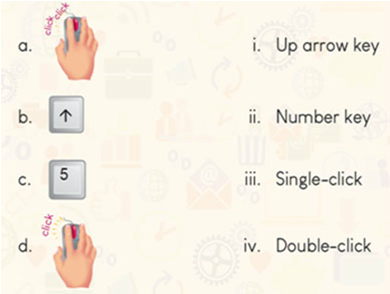 click click
a. i. Up arrow key
b. ↑ ii. Number key
c. 5 iii. Single-click
click
d. iv. Double-click